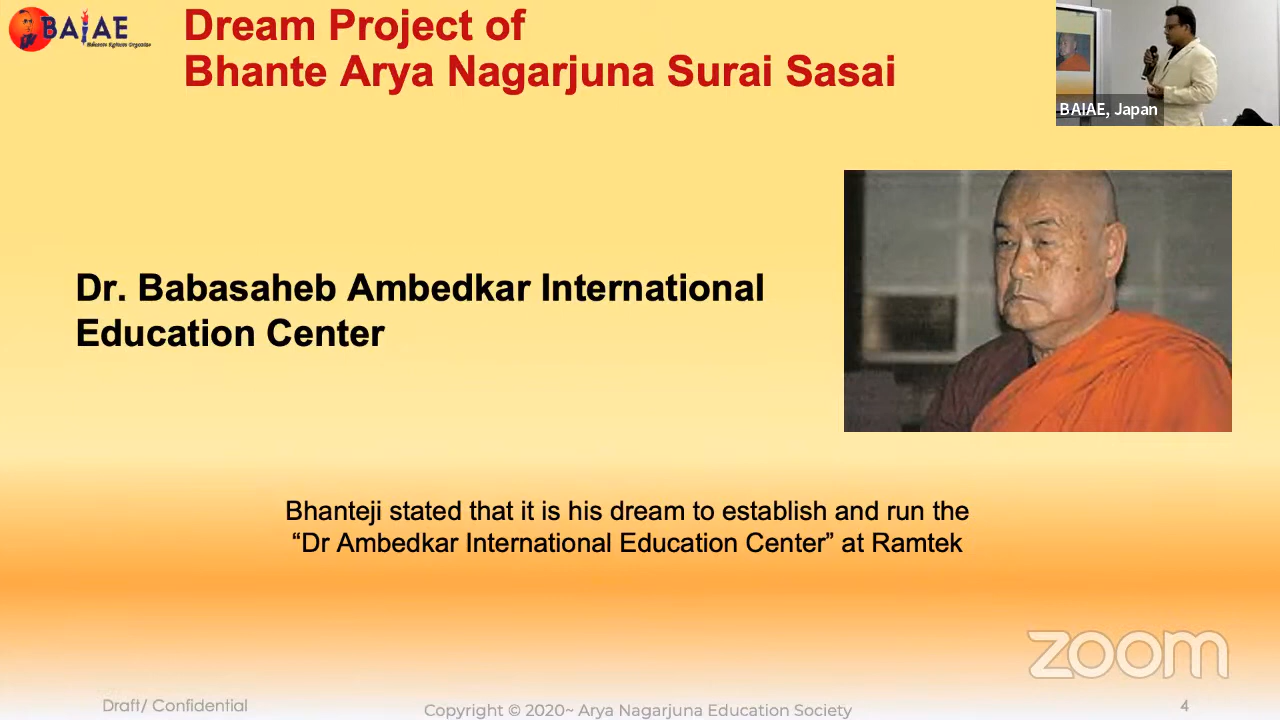 BAIAE
Dream Project of
Bhante Arya Nagarjuna Surai Sasai
BAIAE, Japan
Dr. Babasaheb Ambedkar International
Education Center
Bhanteji stated that it is his dream to establish and run the
“Dr Ambedkar International Education Center” at Ramtek
zoom
Draft/ Confidential
Copyright © 2020~ Arya Nagarjuna Education Society
4